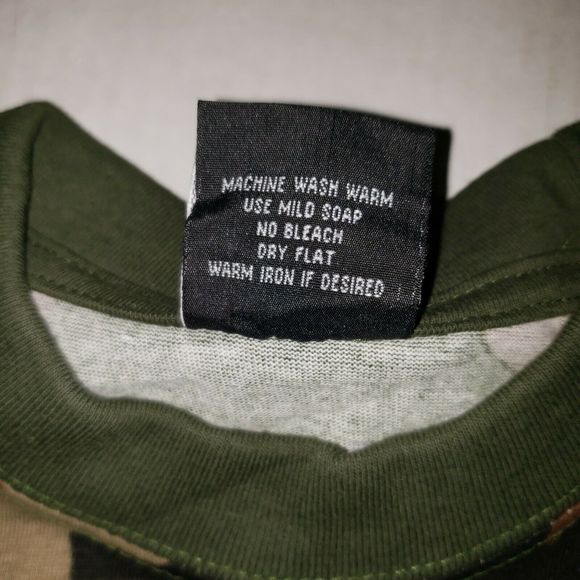 MACHINE WASH WARM
USE MILD SOAP
NO BLEACH
DRY FLAT
WARM IRON IF DESIRED